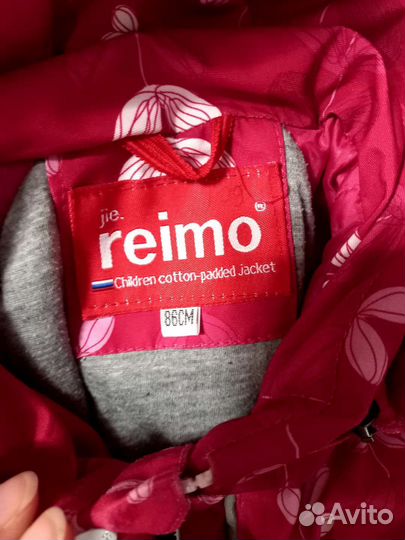 jie.
reimo®
Children cotton-padded Jacket
86CM
Avito